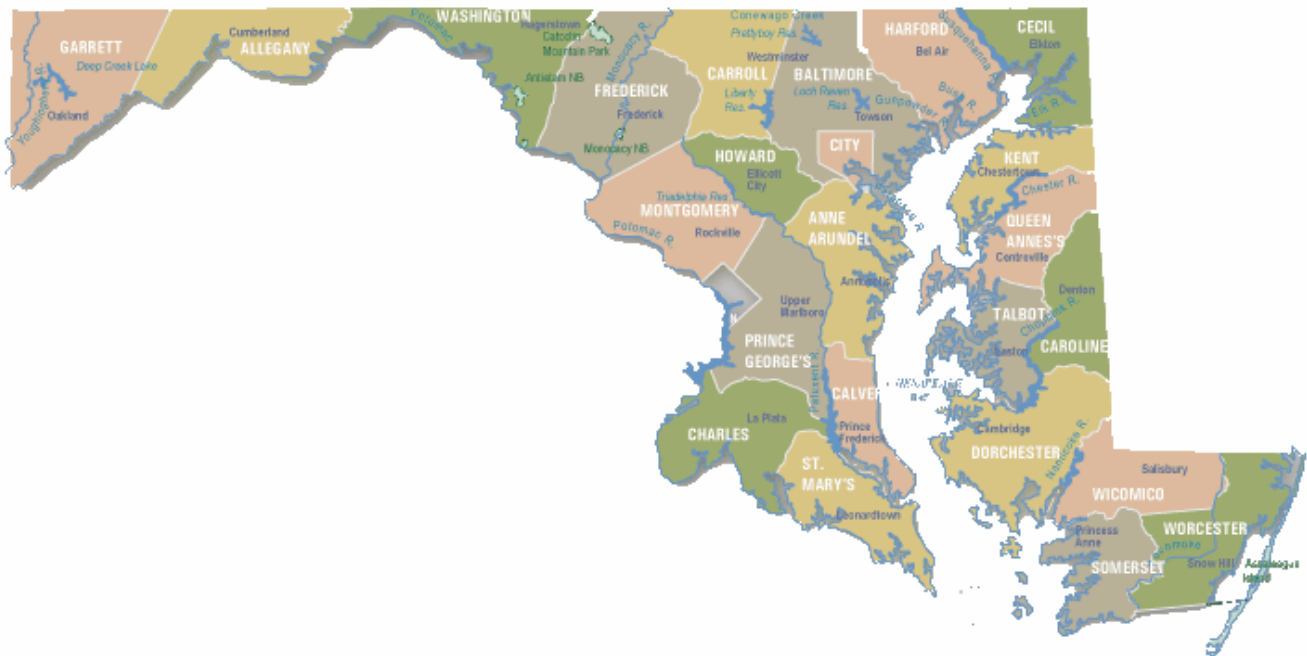 GARRETT
Deep Creek Lake
Youghiogheny R.
Oakland
Cumberland
ALLEGANY
WASHINGTON
Potomac
Hagerstown
Catoctin
Mountain Park
Antietam NB
Monocacy R.
FREDERICK
Frederick
Monocacy NB
Conewago Creek
Prettyboy Res.
Westminster
CARROLL
Liberty
Res.
BALTIMORE
Loch Raven
Res.
Gunpowder R.
Towson
HARFORD
Bel Air
Bush R.
Susquehanna R.
CECIL
Elkton
Elk R.
CITY
HOWARD
Ellicott
City
Triadelphia Res
MONTGOMERY
Rockville
Potomac R.
ANNE
ARUNDEL
Annapolis
KENT
Chestertown
Chester R.
QUEEN
ANNES'S
Centreville
Denton
TALBOT
Choptank R.
Easton
CAROLINE
N
Upper
Marlboro
PRINCE
GEORGE'S
Patuxent R.
CALVER
Prince
Frederick
CHARLES
La Plata
ST.
MARY'S
Leonardtown
Cambridge
DORCHESTER
Nanticoke R.
Salisbury
WICOMICO
Princess
Anne
SOMERSET
WORCESTER
Snow Hill
Assateague
Island